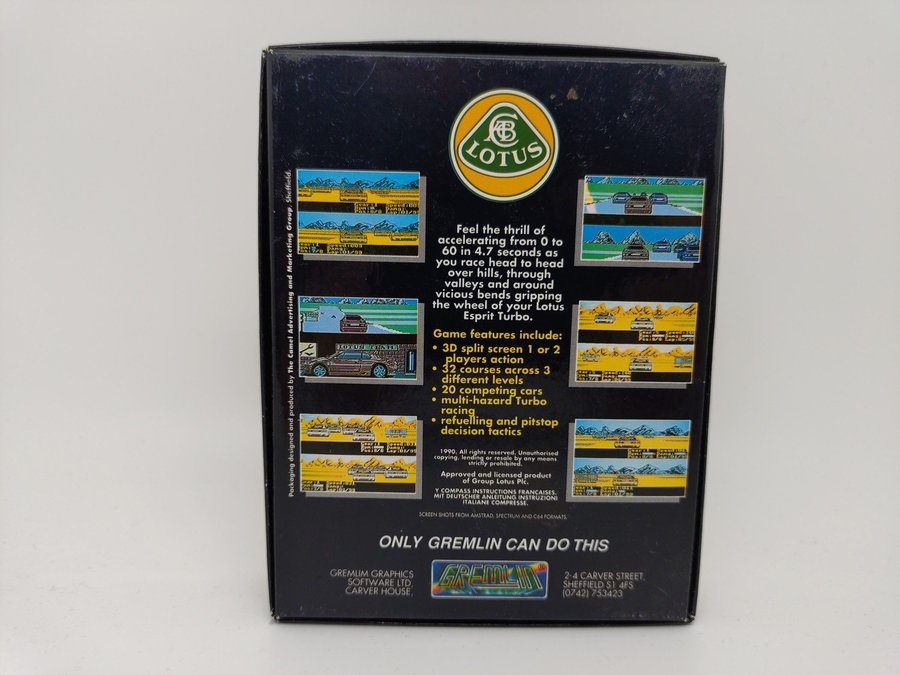 LOTUS
Packaging designed and produced by The Camel Advertising and Marketing Group, Sheffield.
Feel the thrill of
accelerating from 0 to
60 in 4.7 seconds as
you race head to head
over hills, through
valleys and around
vicious bends gripping
the wheel of your Lotus
Esprit Turbo.
Game features include:
• 3D split screen 1 or 2
players action
• 32 courses across 3
different levels
• 20 competing cars
• multi-hazard Turbo
racing
• refuelling and pitstop
decision tactics
1990. All rights reserved. Unauthorised
copying, lending or resale by any means
strictly prohibited.
Approved and licensed product
of Group Lotus Plc.
Y COMPASS INSTRUCTIONS FRANCAISES.
MIT DEUTSCHER ANLEITUNG INSTRUZIONI
ITALIANE COMPRESSE.
SCREEN SHOTS FROM AMSTRAD, SPECTRUM AND C64 FORMATS.
ONLY GREMLIN CAN DO THIS
GREMLIM GRAPHICS
SOFTWARE LTD
CARVER HOUSE,
GREMLIN
2-4 CARVER STREET,
SHEFFIELD S1 4FS
(0742) 753423